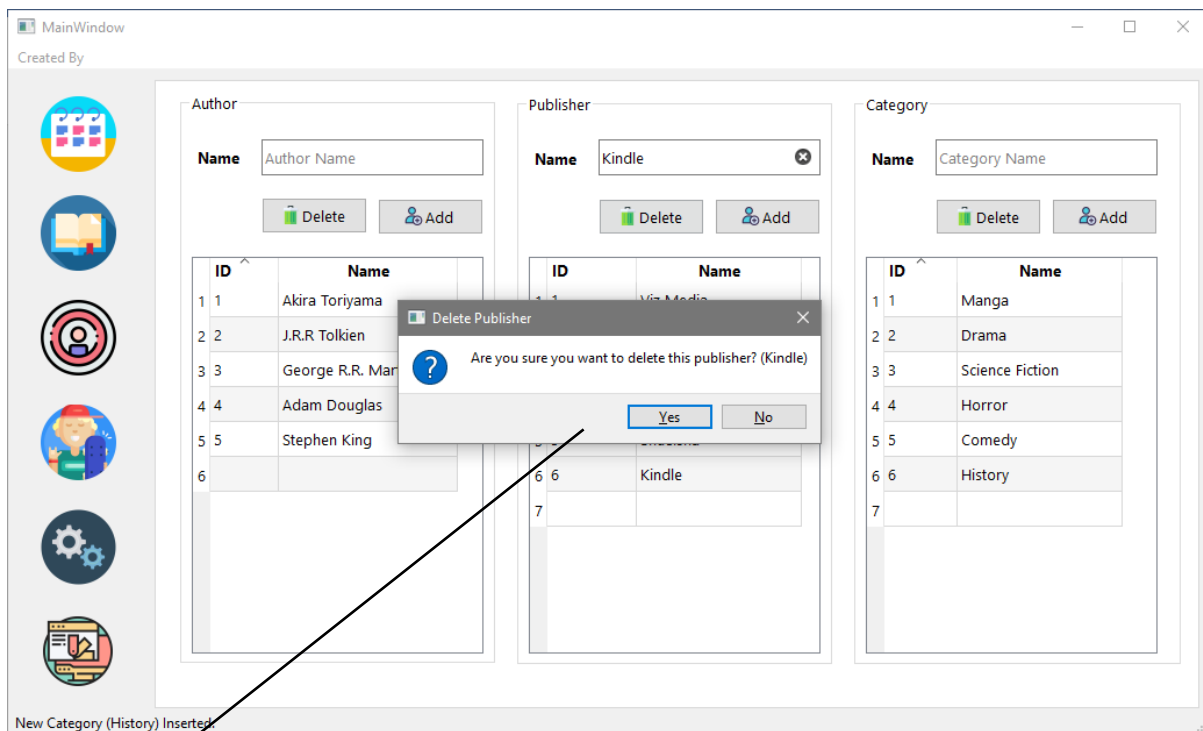 MainWindow
Created By
Author
Name Author Name
Delete Add
ID Name
1 1 Akira Toriyama
2 2 J.R.R Tolkien
3 3 George R.R.
4 4 Adam Douglas
5 5 Stephen King
6
Publisher
Name Kindle
Delete Add
ID Name
1 1 Viz Media
6 6 Kindle
7
Delete Publisher
Are you sure you want to delete this publisher? (Kindle)
Yes No
Category
Name Category Name
Delete Add
ID Name
1 1 Manga
2 2 Drama
3 3 Science Fiction
4 4 Horror
5 5 Comedy
6 6 History
7
New Category (History) Inserted.